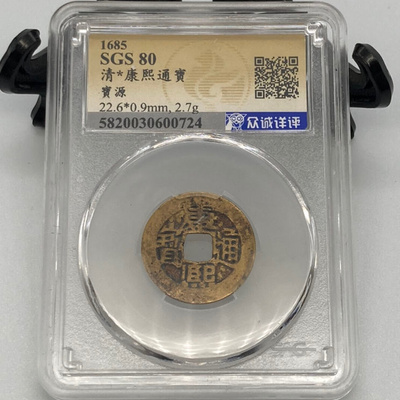 1685
SGS 80
清*康熙通寶
寶源
22.6*0.9mm, 2.7g
5820030600724
众诚详评
康熙通寶